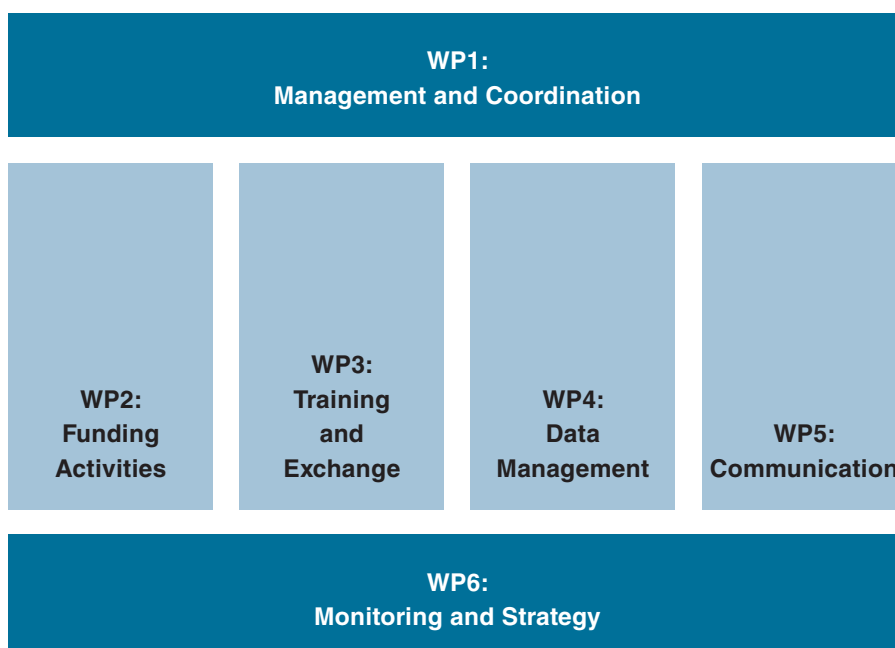 WP1:
Management and Coordination
WP2:
Funding
Activities
WP3:
Training
and
Exchange
WP4:
Data
Management
WP5:
Communication
WP6:
Monitoring and Strategy